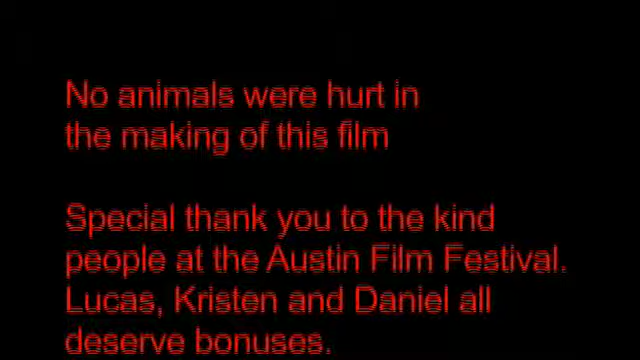 No animals were hurt in
the making of this film
Special thank you to the kind
people at the Austin Film Festival.
Lucas, Kristen and Daniel all
deserve bonuses.